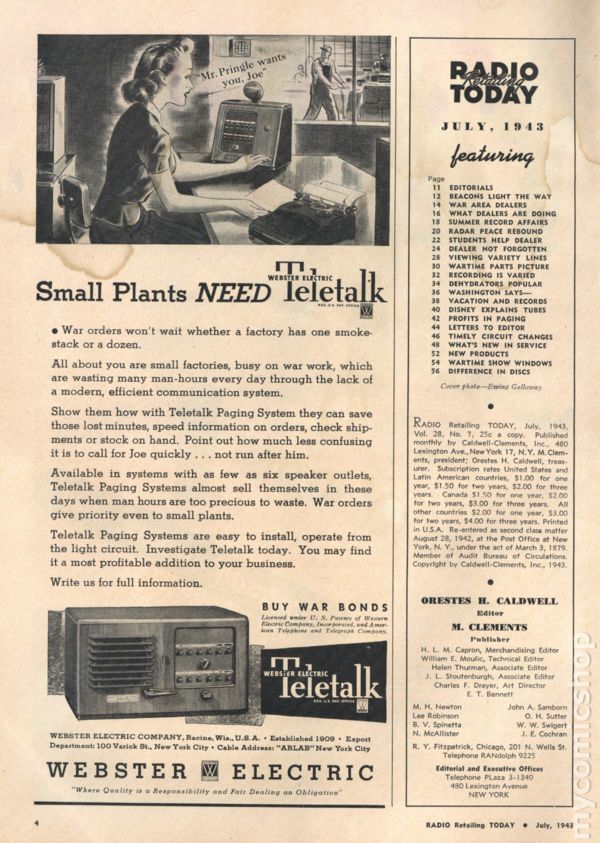 "Mr. Pringle wants
you, Joe"
Small Plants NEED
WEBSTER ELECTRIC
Teletalk
REG. U.S. PAT. OFFICE
W
• War orders won't wait whether a factory has one smoke-
stack or a dozen.
All about you are small factories, busy on war work, which
are wasting many man-hours every day through the lack of
a modern, efficient communication system.
Show them how with Teletalk Paging System they can save
those lost minutes, speed information on orders, check ship-
ments or stock on hand. Point out how much less confusing
it is to call for Joe quickly . . . not run after him.
Available in systems with as few as six speaker outlets,
Teletalk Paging Systems almost sell themselves in these
days when man hours are too precious to waste. War orders
give priority even to small plants.
Teletalk Paging Systems are easy to install, operate from
the light circuit. Investigate Teletalk today. You may find
it a most profitable addition to your business.
Write us for full information.
BUY WAR BONDS
Licensed under U. S. Patents of Western
Electric Company, Incorporated, and Amer-
ican Telephone and Telegraph Company.
WEBSTER ELECTRIC
Teletalk
REG. U.S. PAT. OFFICE
W
WEBSTER ELECTRIC COMPANY, Racine, Wis., U.S.A. • Established 1909 • Export
Department: 100 Varick St., New York City • Cable Address: "ARLAB" New York City
WEBSTER W ELECTRIC
"Where Quality is a Responsibility and Fair Dealing an Obligation"
RADIO
Retailing
TODAY
JULY, 1943
featuring
Page
11 EDITORIALS
12 BEACONS LIGHT THE WAY
14 WAR AREA DEALERS
16 WHAT DEALERS ARE DOING
18 SUMMER RECORD AFFAIRS
20 RADAR PEACE REBOUND
22 STUDENTS HELP DEALER
24 DEALER NOT FORGOTTEN
28 VIEWING VARIETY LINES
30 WARTIME PARTS PICTURE
32 RECORDING IS VARIED
34 DEHYDRATORS POPULAR
36 WASHINGTON SAYS—
38 VACATION AND RECORDS
40 DISNEY EXPLAINS TUBES
42 PROFITS IN PAGING
44 LETTERS TO EDITOR
46 TIMELY CIRCUIT CHANGES
48 WHAT'S NEW IN SERVICE
52 NEW PRODUCTS
54 WARTIME SHOW WINDOWS
56 DIFFERENCE IN DISCS
Cover photo—Ewing Galloway
•
RADIO Retailing TODAY, July, 1943,
Vol. 28, No. 7, 25c a copy. Published
monthly by Caldwell-Clements, Inc., 480
Lexington Ave., New York 17, N. Y. M. Clem-
ents, president; Orestes H. Caldwell, treas-
urer. Subscription rates United States and
Latin American countries, $1.00 for one
year, $1.50 for two years, $2.00 for three
years. Canada $1.50 for one year, $2.00
for two years, $3.00 for three years. All
other countries $2.00 for one year, $3.00
for two years, $4.00 for three years. Printed
in U.S.A. Re-entered as second class matter
August 28, 1942, at the Post Office at New
York, N. Y., under the act of March 3, 1879.
Member of Audit Bureau of Circulations.
Copyright by Caldwell-Clements, Inc., 1943.
•
ORESTES H. CALDWELL
Editor
M. CLEMENTS
Publisher
H. L. M. Capron, Merchandising Editor
William E. Moulic, Technical Editor
Helen Thurman, Associate Editor
J. L. Stoutenburgh, Associate Editor
Charles F. Dreyer, Art Director
E. T. Bennett
M. H. Newton John A. Samborn
Lee Robinson O. H. Sutter
B. V. Spinetta W. W. Swigert
N. McAllister J. E. Cochran
R. Y. Fitzpatrick, Chicago, 201 N. Wells St.
Telephone RANdolph 9225
Editorial and Executive Offices
Telephone PLaza 3-1340
480 Lexington Avenue
NEW YORK
4
RADIO Retailing TODAY • July, 1943
mycomicshop